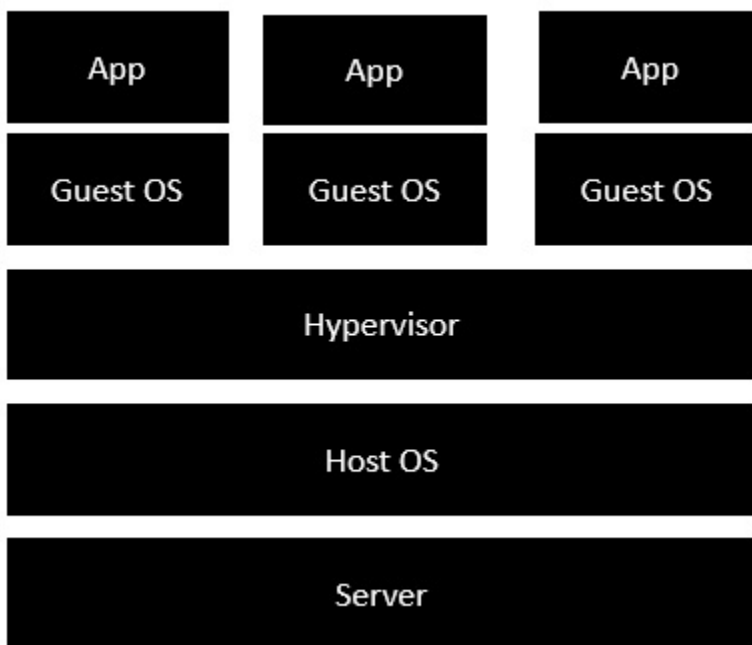 App
App
App
Guest OS
Guest OS
Guest OS
Hypervisor
Host OS
Server